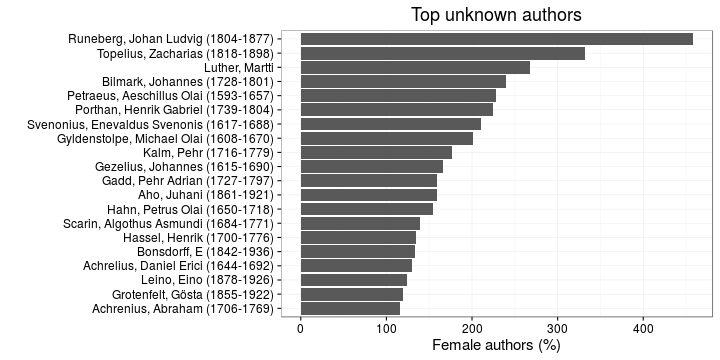 Top unknown authors
Runeberg, Johan Ludvig (1804-1877)
Topelius, Zacharias (1818-1898)
Luther, Martti
Bilmark, Johannes (1728-1801)
Petraeus, Aeschillus Olai (1593-1657)
Porthan, Henrik Gabriel (1739-1804)
Svenonius, Enevaldus Svenonis (1617-1688)
Gyldenstolpe, Michael Olai (1608-1670)
Kalm, Pehr (1716-1779)
Gezelius, Johannes (1615-1690)
Gadd, Pehr Adrian (1727-1797)
Aho, Juhani (1861-1921)
Hahn, Petrus Olai (1650-1718)
Scarin, Algothus Asmundi (1684-1771)
Hassel, Henrik (1700-1776)
Bonsdorff, E (1842-1936)
Achrelius, Daniel Erici (1644-1692)
Leino, Eino (1878-1926)
Grotenfelt, Gösta (1855-1922)
Achrenius, Abraham (1706-1769)
0 100 200 300 400
Female authors (%)